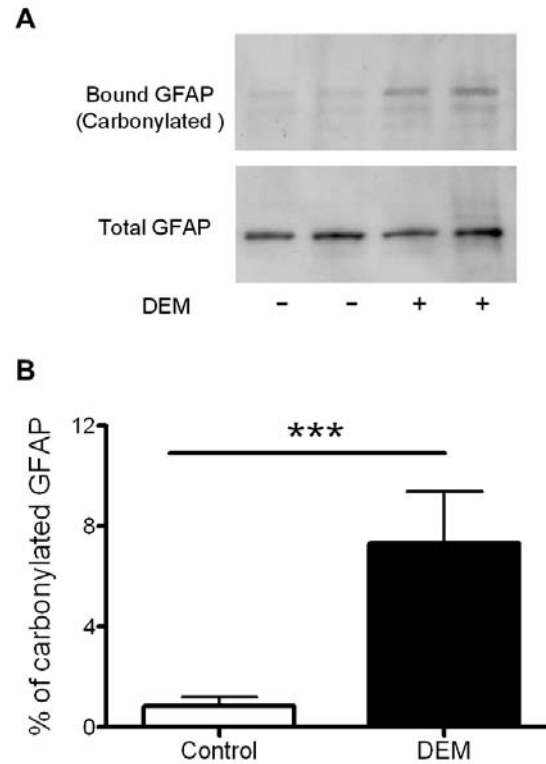 A
Bound GFAP
(Carbonylated )
Total GFAP
DEM - - + +
B
***
% of carbonylated GFAP
12
8
4
0
Control DEM